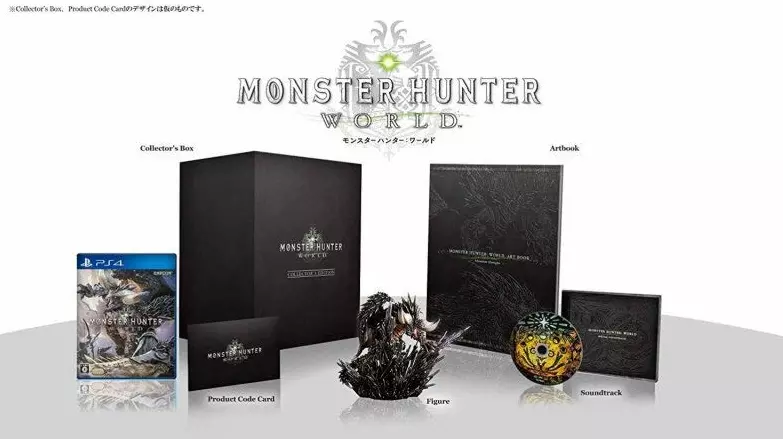 ※Collector's Box、Product Code Cardのデザインは仮のものです。
MONSTER HUNTER
WORLD™
モンスターハンター:ワールド
Collector's Box
Artbook
MONSTER HUNTER
WORLD
COLLECTOR'S EDITION
MONSTER HUNTER: WORLD ART BOOK
PS4
CAPCOM
MONSTER HUNTER
WORLD
MONSTER HUNTER
WORLD
MONSTER HUNTER: WORLD
Product Code Card
Figure
Soundtrack